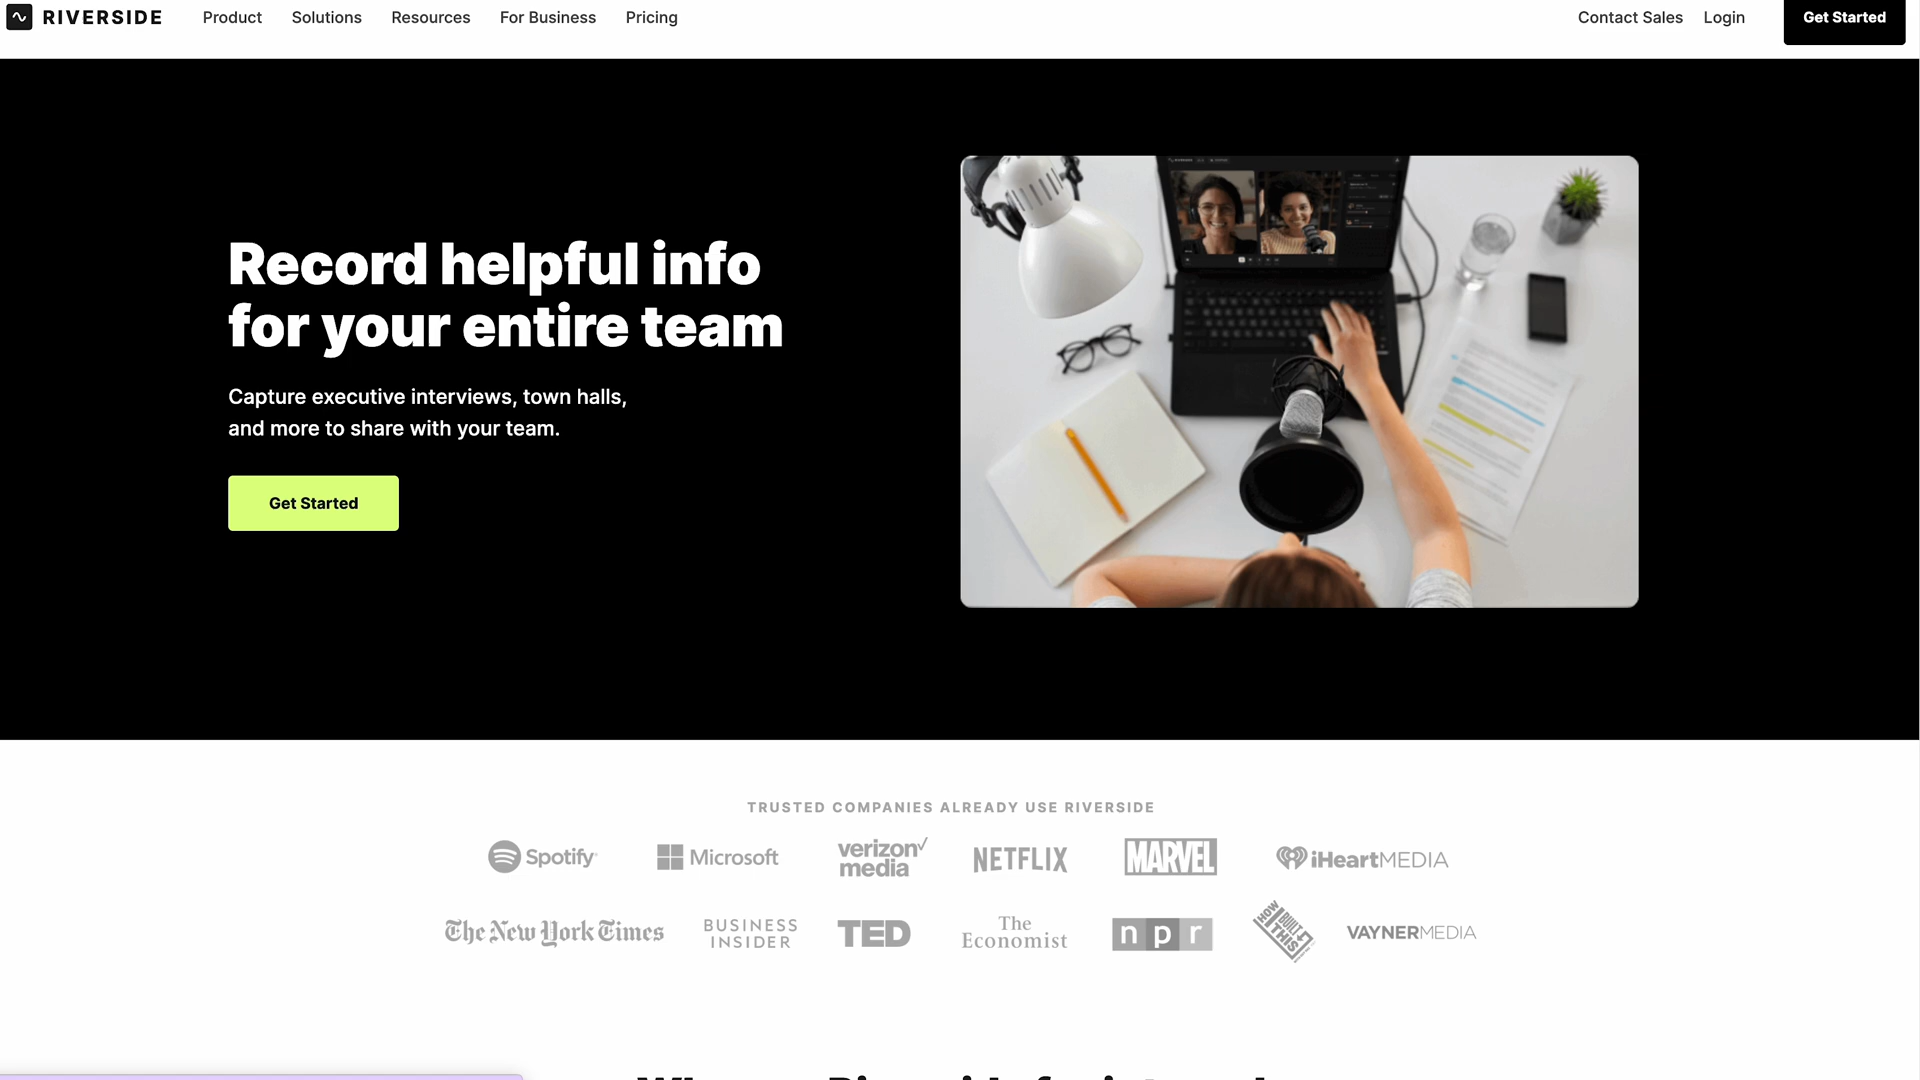 RIVERSIDE
Product Solutions Resources For Business Pricing
Contact Sales Login Get Started
Record helpful info
for your entire team
Capture executive interviews, town halls,
and more to share with your team.
Get Started
TRUSTED COMPANIES ALREADY USE RIVERSIDE
Spotify Microsoft verizon media NETFLIX MARVEL iHeartMEDIA
The New York Times BUSINESS INSIDER TED The Economist npr HOW I BUILT THIS VAYNERMEDIA